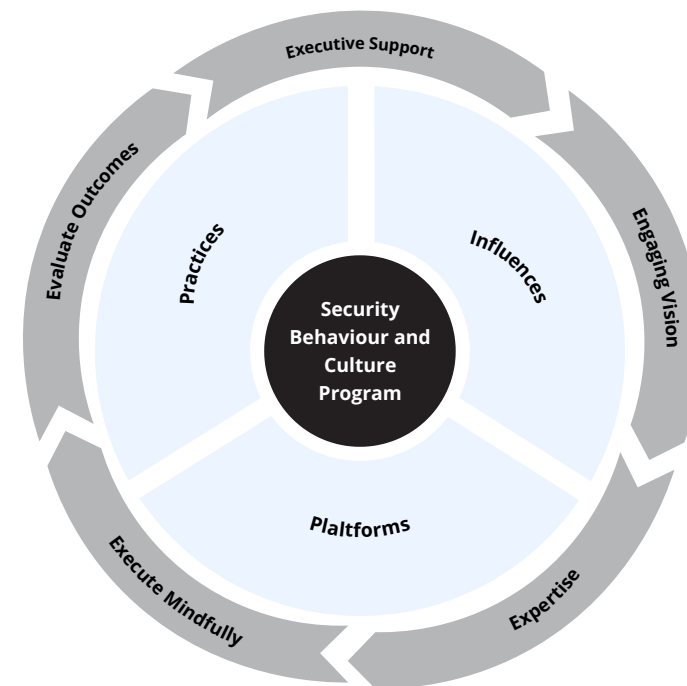 Executive Support
Engaging Vision
Expertise
Execute Mindfully
Evaluate Outcomes
Practices
Influences
Plaltforms
Security
Behaviour and
Culture
Program